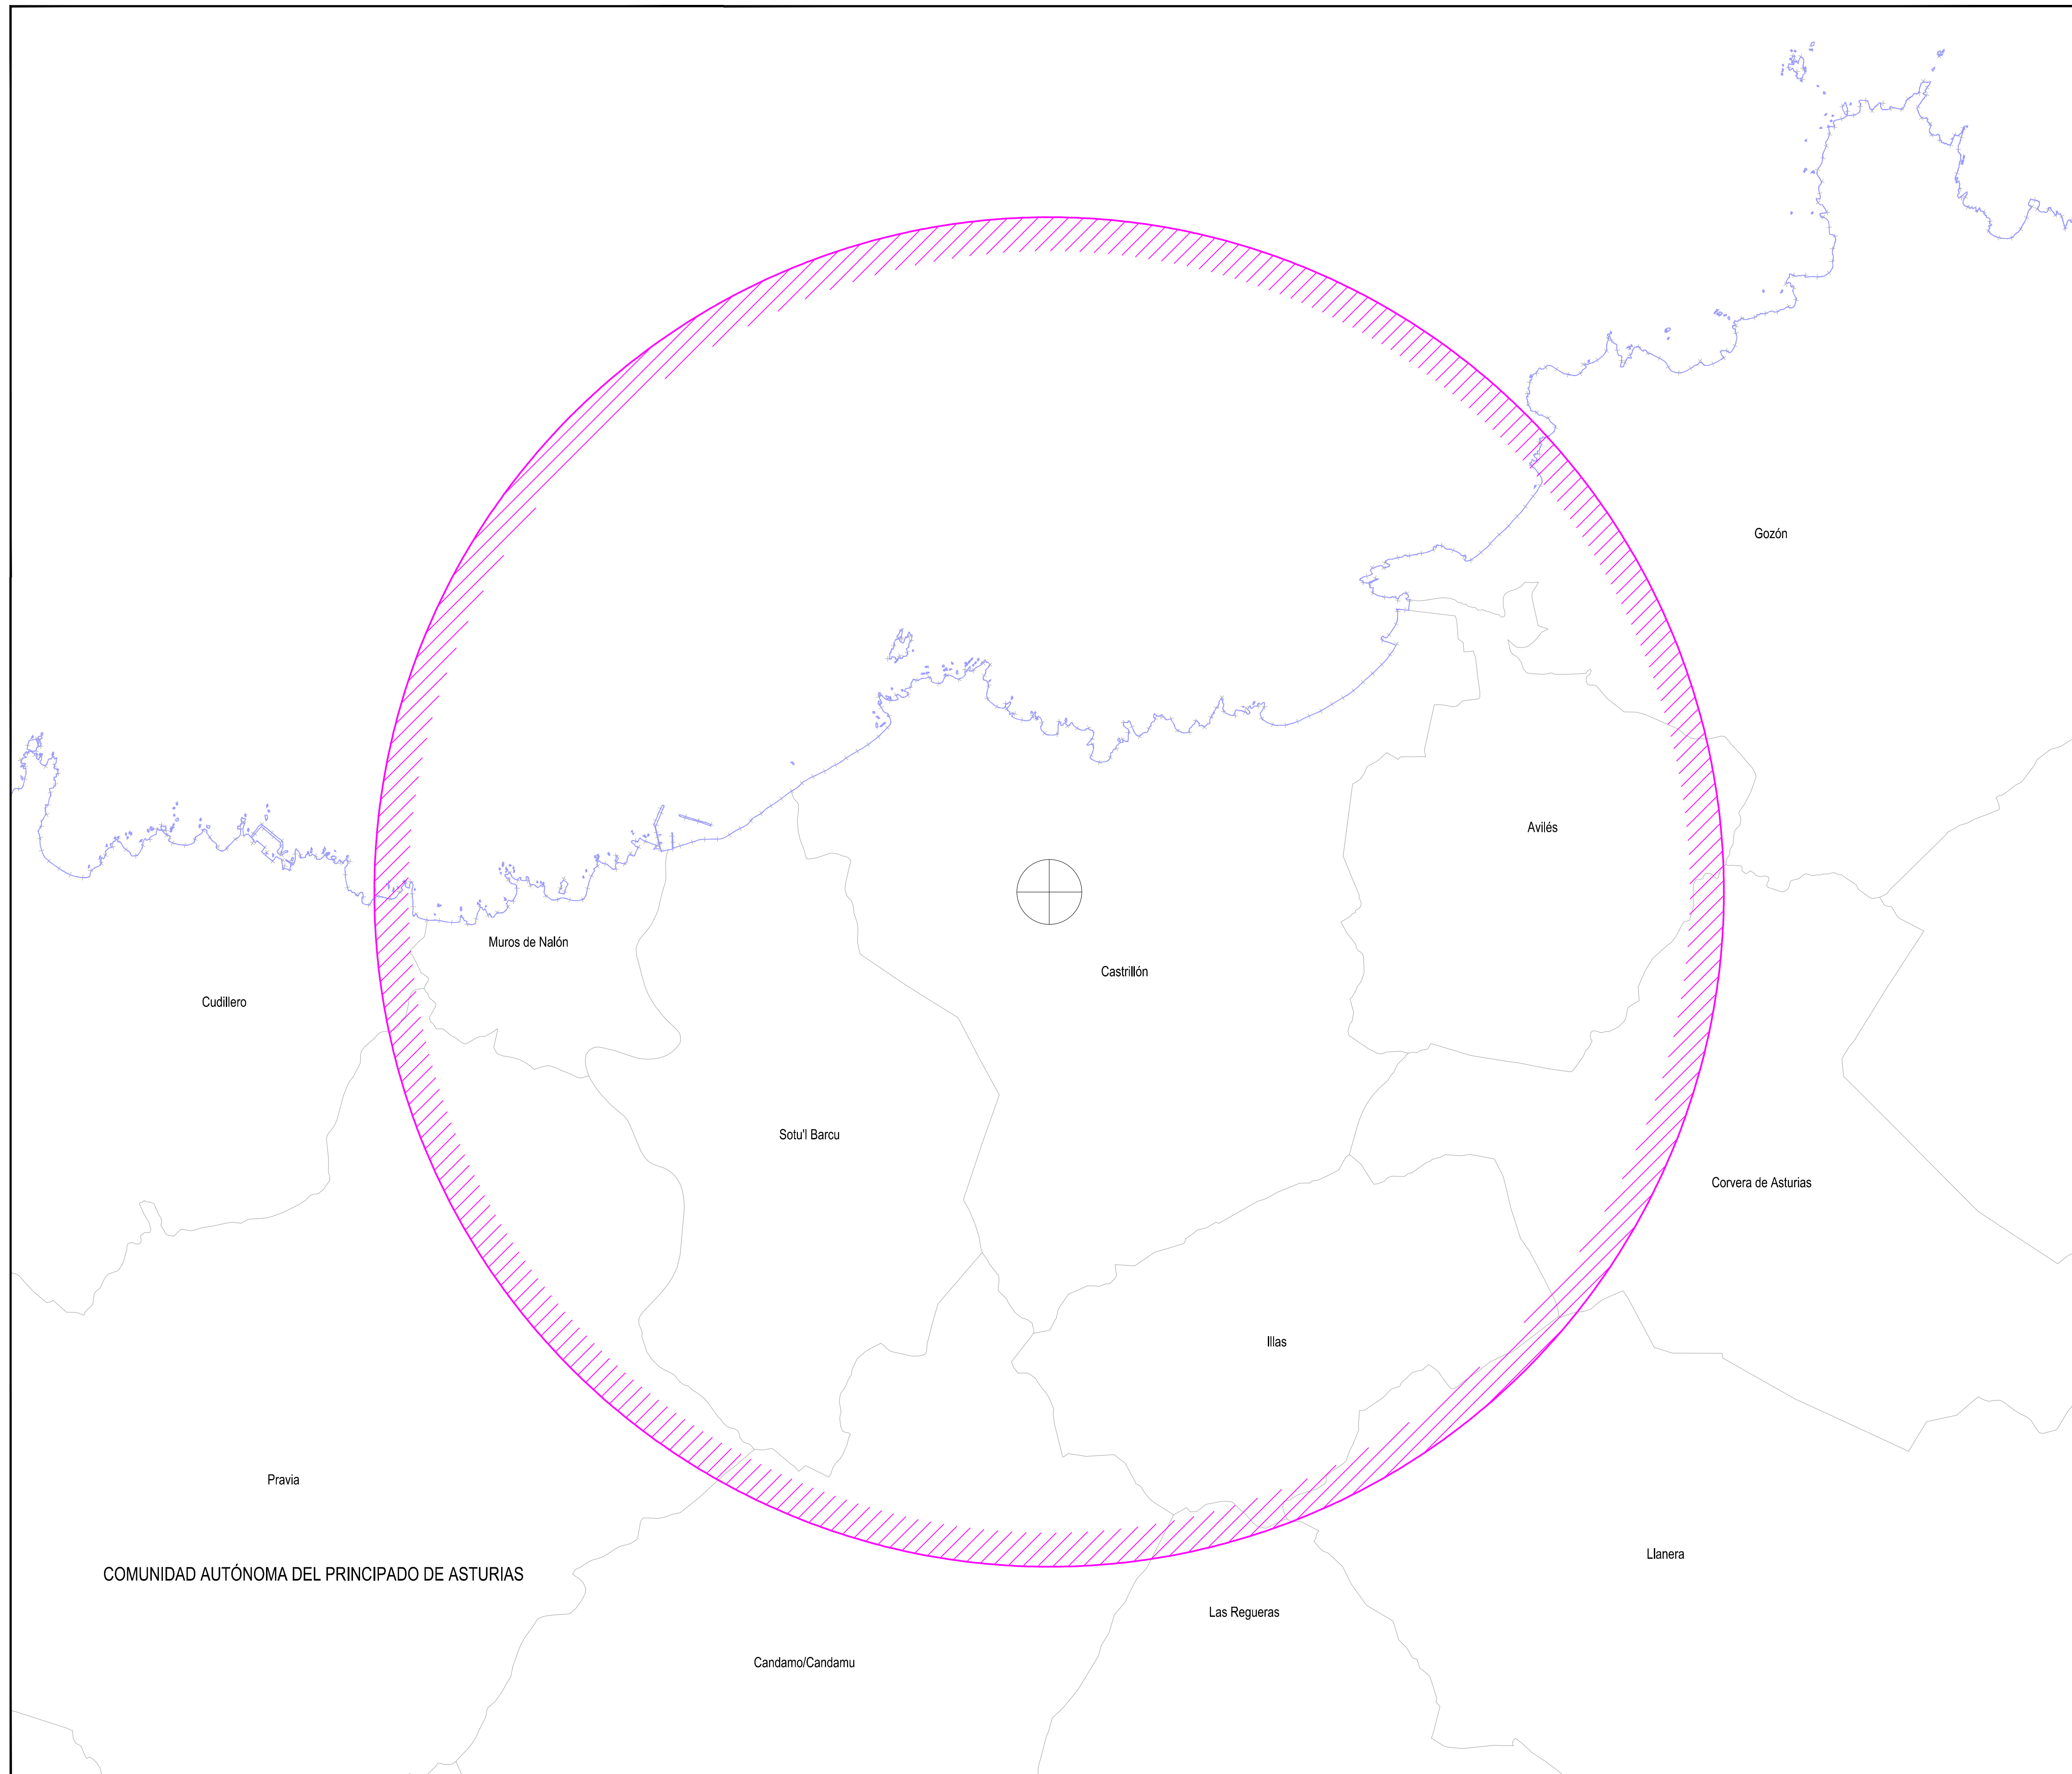 Gozón
Avilés
Muros de Nalón
Castrillón
Cudillero
Sotu'l Barcu
Corvera de Asturias
Illas
Pravia
Llanera
COMUNIDAD AUTÓNOMA DEL PRINCIPADO DE ASTURIAS
Las Regueras
Candamo/Candamu